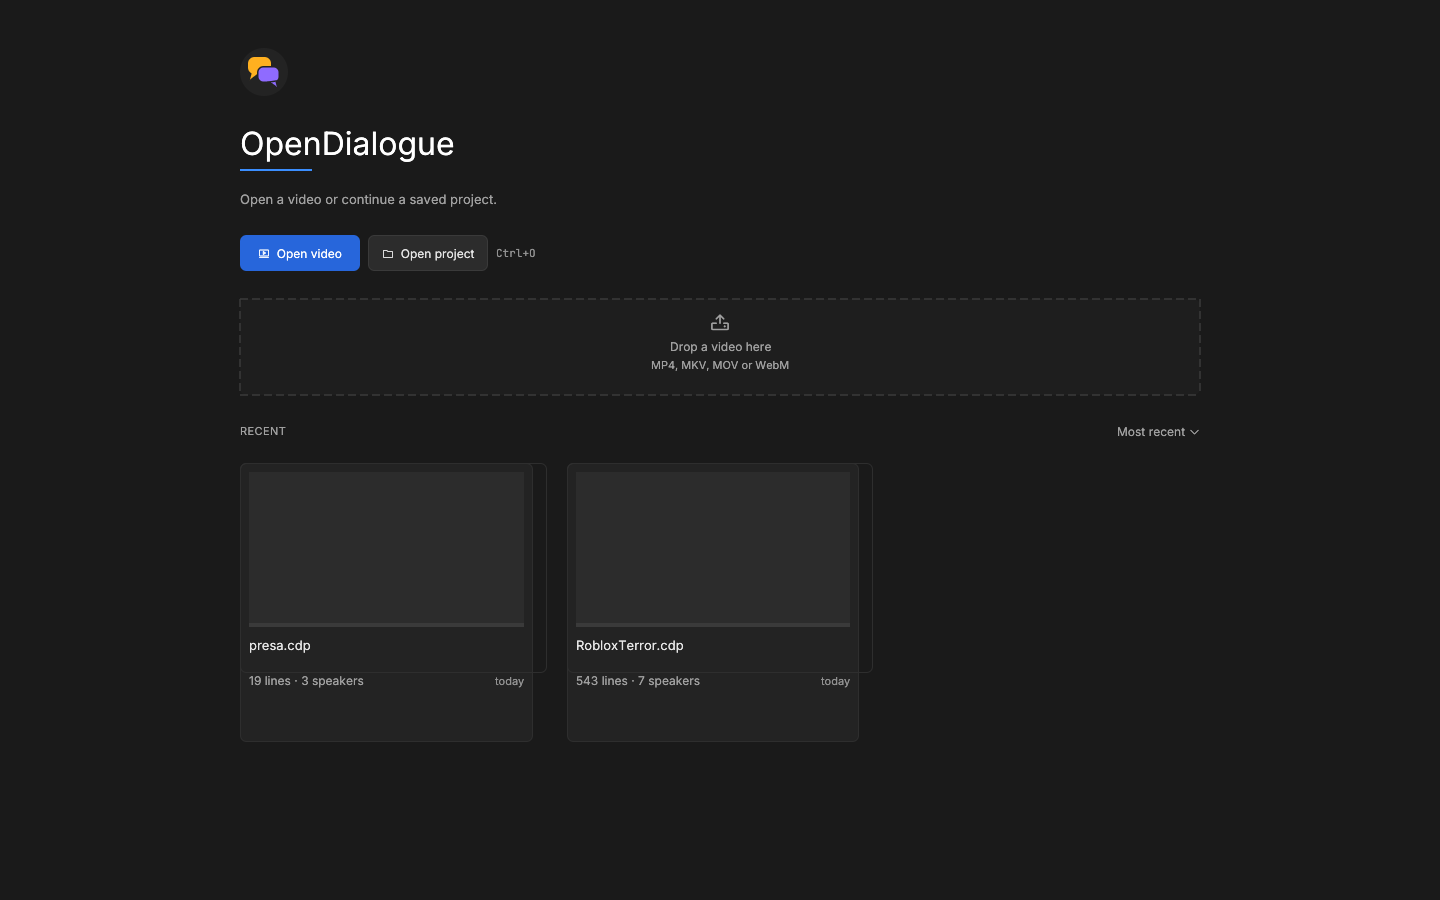 OpenDialogue
Open a video or continue a saved project.
Open video
Open project
Ctrl+O
Drop a video here
MP4, MKV, MOV or WebM
RECENT
Most recent
presa.cdp
19 lines · 3 speakers
today
RobloxTerror.cdp
543 lines · 7 speakers
today